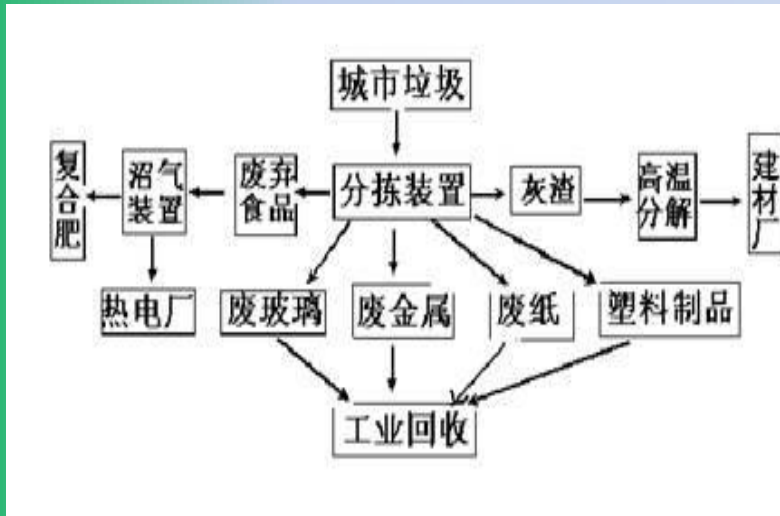 城市垃圾
复合肥
沼气
装置
废弃
食品
分拣装置
灰渣
高温
分解
建材厂
热电厂
废玻璃
废金属
废纸
塑料制品
工业回收